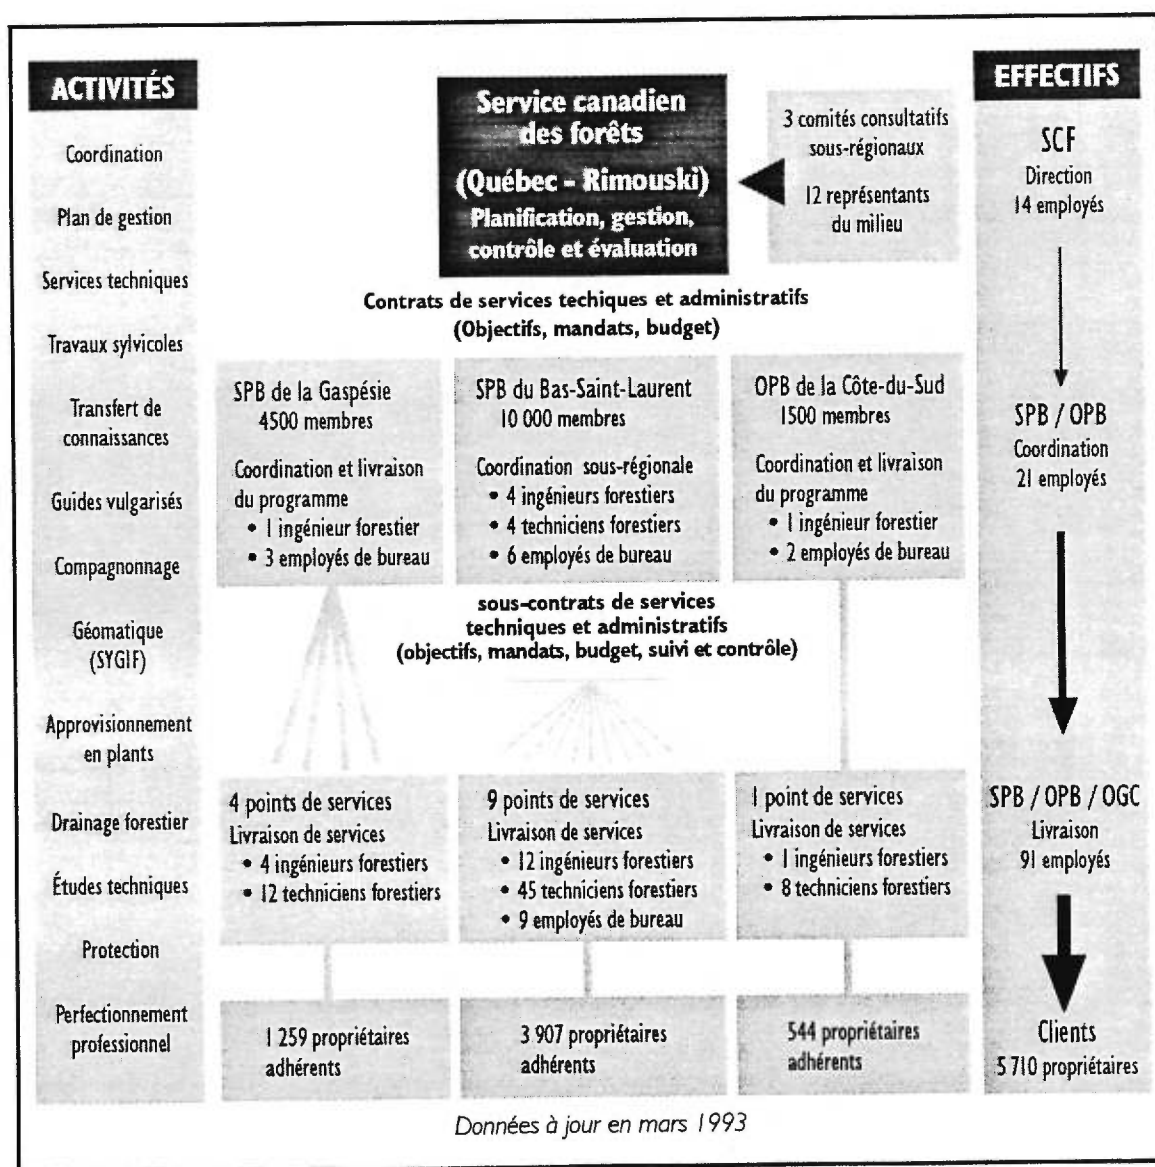 ACTIVITÉS
Coordination
Plan de gestion
Services techniques
Travaux sylvicoles
Transfert de
connaissances
Guides vulgarisés
Compagnonnage
Géomatique
(SYGIF)
Approvisionnement
en plants
Drainage forestier
Études techniques
Protection
Perfectionnement
professionnel
Service canadien
des forêts
(Québec - Rimouski)
Planification, gestion,
contrôle et évaluation
3 comités consultatifs
sous-régionaux
12 représentants
du milieu
Contrats de services techiques et administratifs
(Objectifs, mandats, budget)
SPB de la Gaspésie
4500 membres
Coordination et livraison
du programme
• 1 ingénieur forestier
• 3 employés de bureau
SPB du Bas-Saint-Laurent
10 000 membres
Coordination sous-régionale
• 4 ingénieurs forestiers
• 4 techniciens forestiers
• 6 employés de bureau
OPB de la Côte-du-Sud
1500 membres
Coordination et livraison
du programme
• 1 ingénieur forestier
• 2 employés de bureau
sous-contrats de services
techniques et administratifs
(objectifs, mandats, budget, suivi et contrôle)
4 points de services
Livraison de services
• 4 ingénieurs forestiers
• 12 techniciens forestiers
9 points de services
Livraison de services
• 12 ingénieurs forestiers
• 45 techniciens forestiers
• 9 employés de bureau
1 point de services
Livraison de services
• 1 ingénieurs forestiers
• 8 techniciens forestiers
1 259 propriétaires
adhérents
3 907 propriétaires
adhérents
544 propriétaires
adhérents
EFFECTIFS
SCF
Direction
14 employés
SPB / OPB
Coordination
21 employés
SPB / OPB / OGC
Livraison
91 employés
Clients
5 710 propriétaires
Données à jour en mars 1993